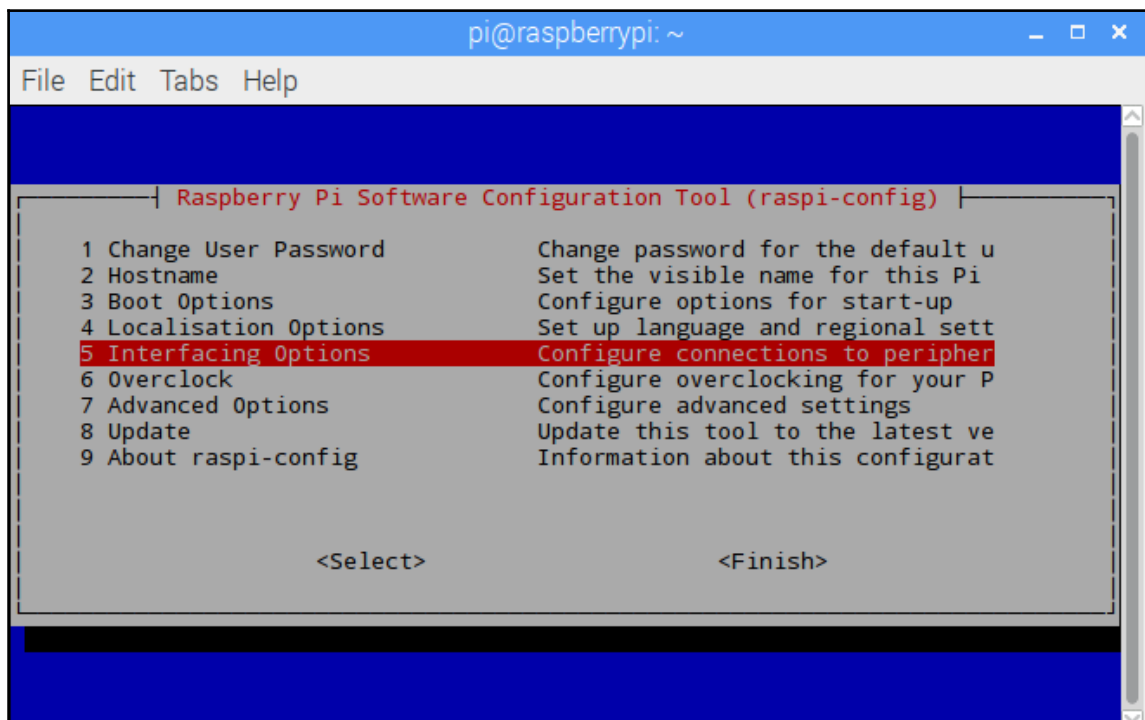 pi@raspberrypi: ~
File Edit Tabs Help
Raspberry Pi Software Configuration Tool (raspi-config)
1 Change User Password Change password for the default u
2 Hostname Set the visible name for this Pi
3 Boot Options Configure options for start-up
4 Localisation Options Set up language and regional sett
5 Interfacing Options Configure connections to peripher
6 Overclock Configure overclocking for your P
7 Advanced Options Configure advanced settings
8 Update Update this tool to the latest ve
9 About raspi-config Information about this configurat
<Select> <Finish>